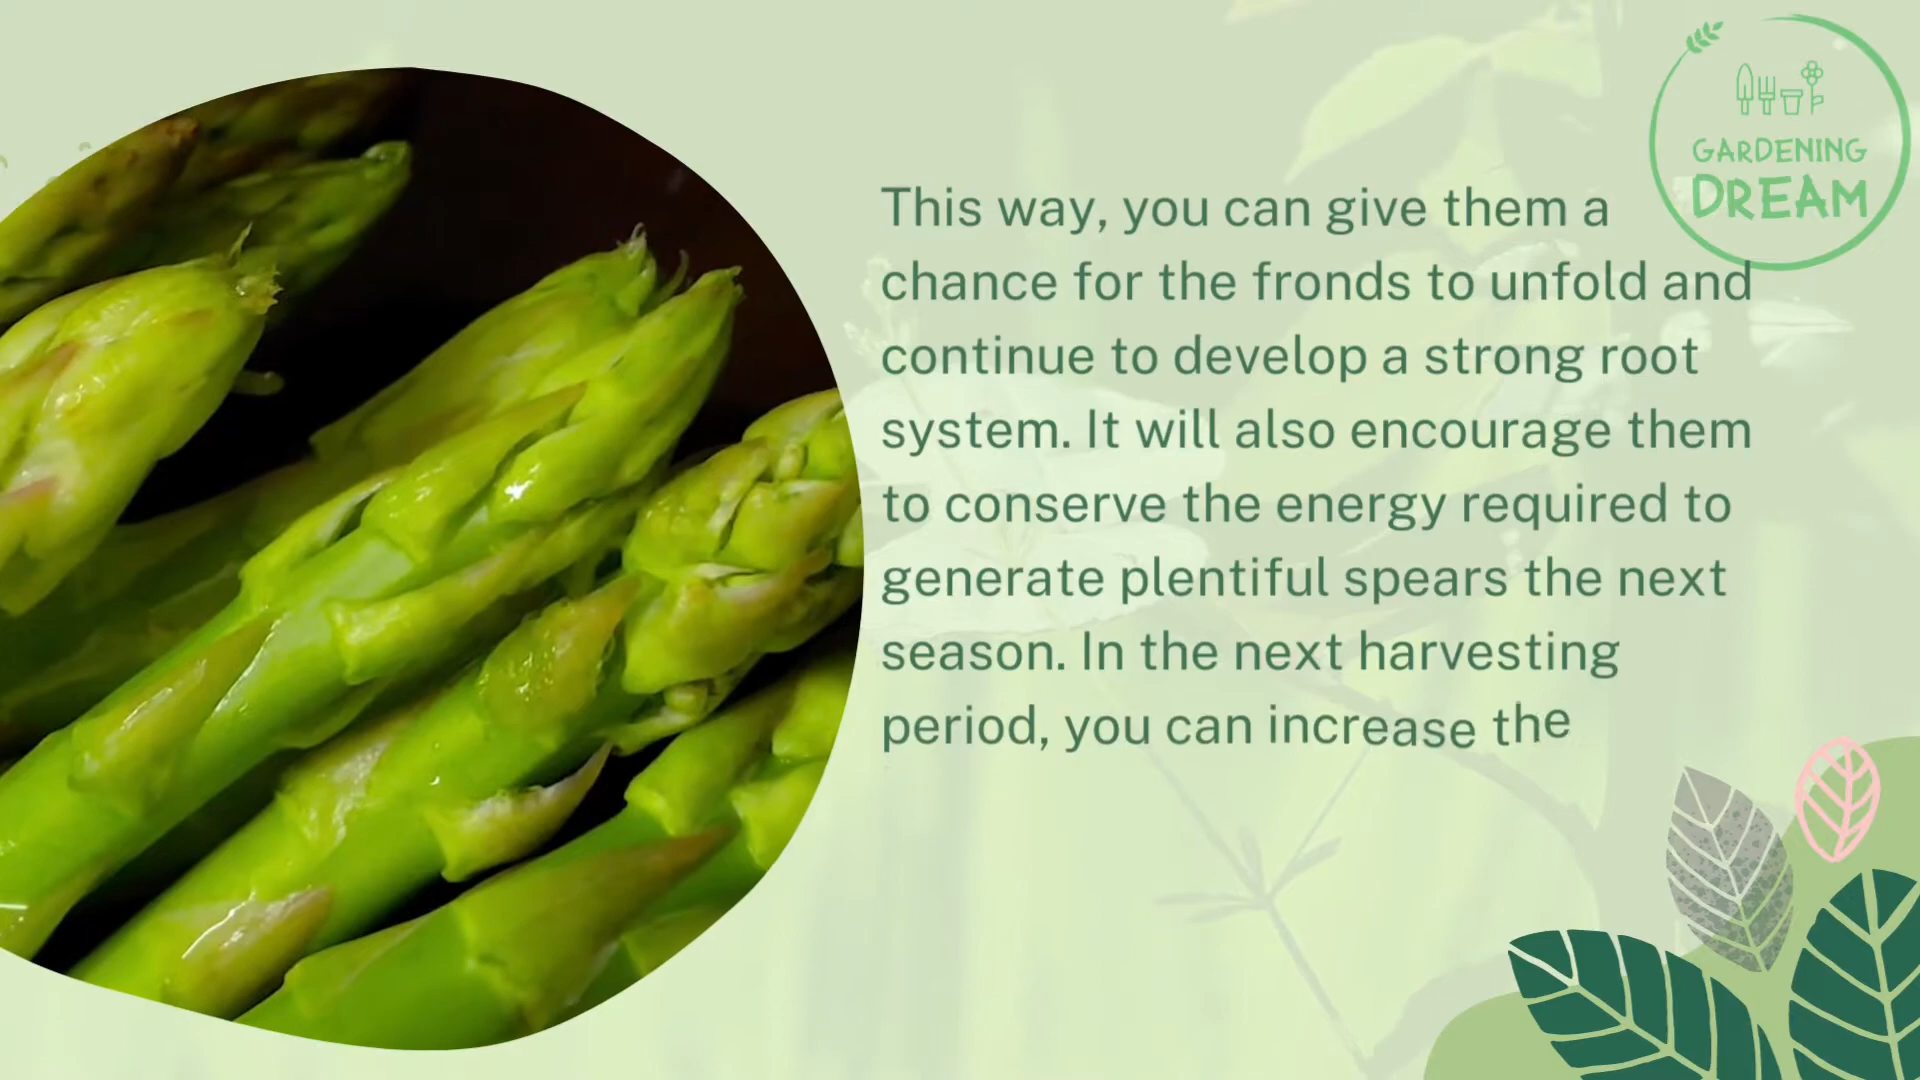 GARDENING
DREAM
This way, you can give them a
chance for the fronds to unfold and
continue to develop a strong root
system. It will also encourage them
to conserve the energy required to
generate plentiful spears the next
season. In the next harvesting
period, you can increase the